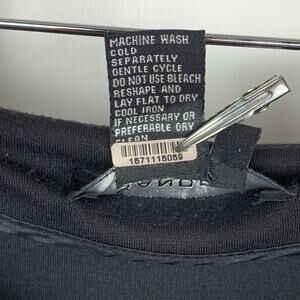 MACHINE WASH
COLD
SEPARATELY
GENTLE CYCLE
DO NOT USE BLEACH
RESHAPE AND
LAY FLAT TO DRY
COOL IRON
IF NECESSARY OR
PREFERABLE DRY
CLEAN
1571115059